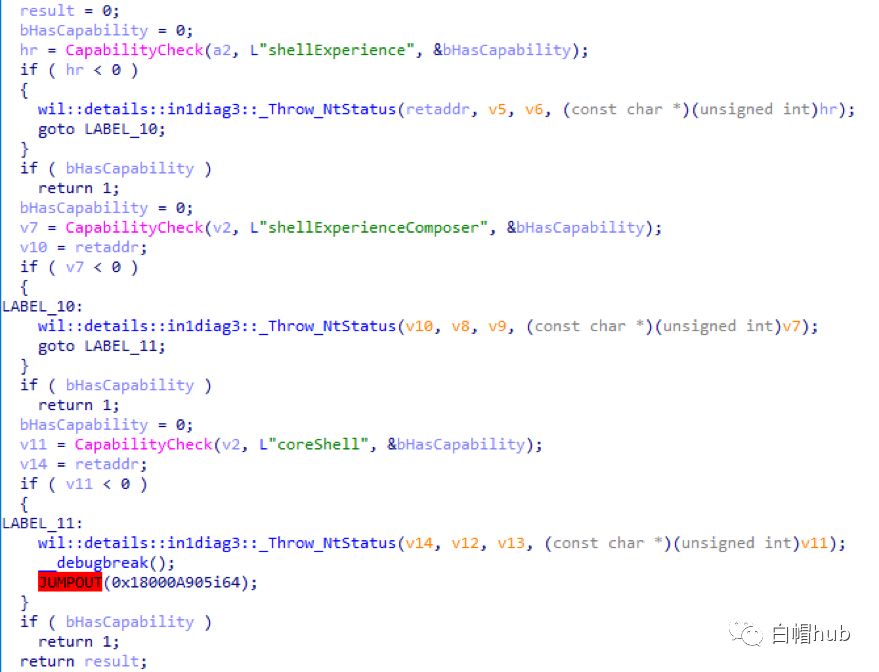 result = 0;
bHasCapability = 0;
hr = CapabilityCheck(a2, L"shellExperience", &bHasCapability);
if ( hr < 0 )
{
wil::details::in1diag3::_Throw_NtStatus(retaddr, v5, v6, (const char *)(unsigned int)hr);
goto LABEL_10;
}
if ( bHasCapability )
return 1;
bHasCapability = 0;
v7 = CapabilityCheck(v2, L"shellExperienceComposer", &bHasCapability);
v10 = retaddr;
if ( v7 < 0 )
{
LABEL_10:
wil::details::in1diag3::_Throw_NtStatus(v10, v8, v9, (const char *)(unsigned int)v7);
goto LABEL_11;
}
if ( bHasCapability )
return 1;
bHasCapability = 0;
v11 = CapabilityCheck(v2, L"coreShell", &bHasCapability);
v14 = retaddr;
if ( v11 < 0 )
{
LABEL_11:
wil::details::in1diag3::_Throw_NtStatus(v14, v12, v13, (const char *)(unsigned int)v11);
__debugbreak();
JUMPOUT(0x18000A905i64);
}
if ( bHasCapability )
return 1;
return result;
白帽hub